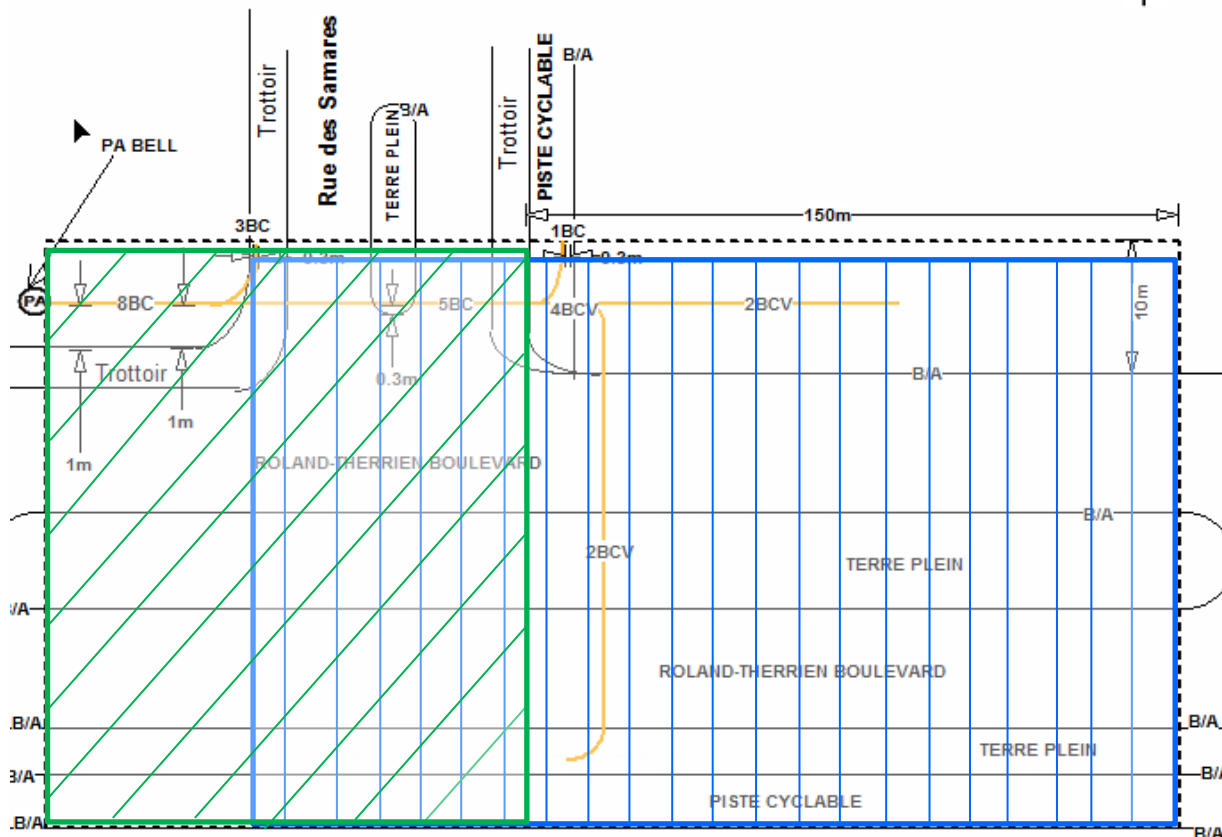 B/A
PISTE CYCLABLE
Rue des Samares
Trottoir
Trottoir
TERRE PLEIN
B/A
PA BELL
150m
3BC
1BC
0.3m
0.3m
PA
8BC
5BC
4BCV
2BCV
10m
Trottoir
0.3m
B/A
1m
1m
ROLAND-THERRIEN BOULEVARD
B/A
2BCV
TERRE PLEIN
B/A
ROLAND-THERRIEN BOULEVARD
B/A
B/A
TERRE PLEIN
B/A
B/A
PISTE CYCLABLE
B/A
B/A